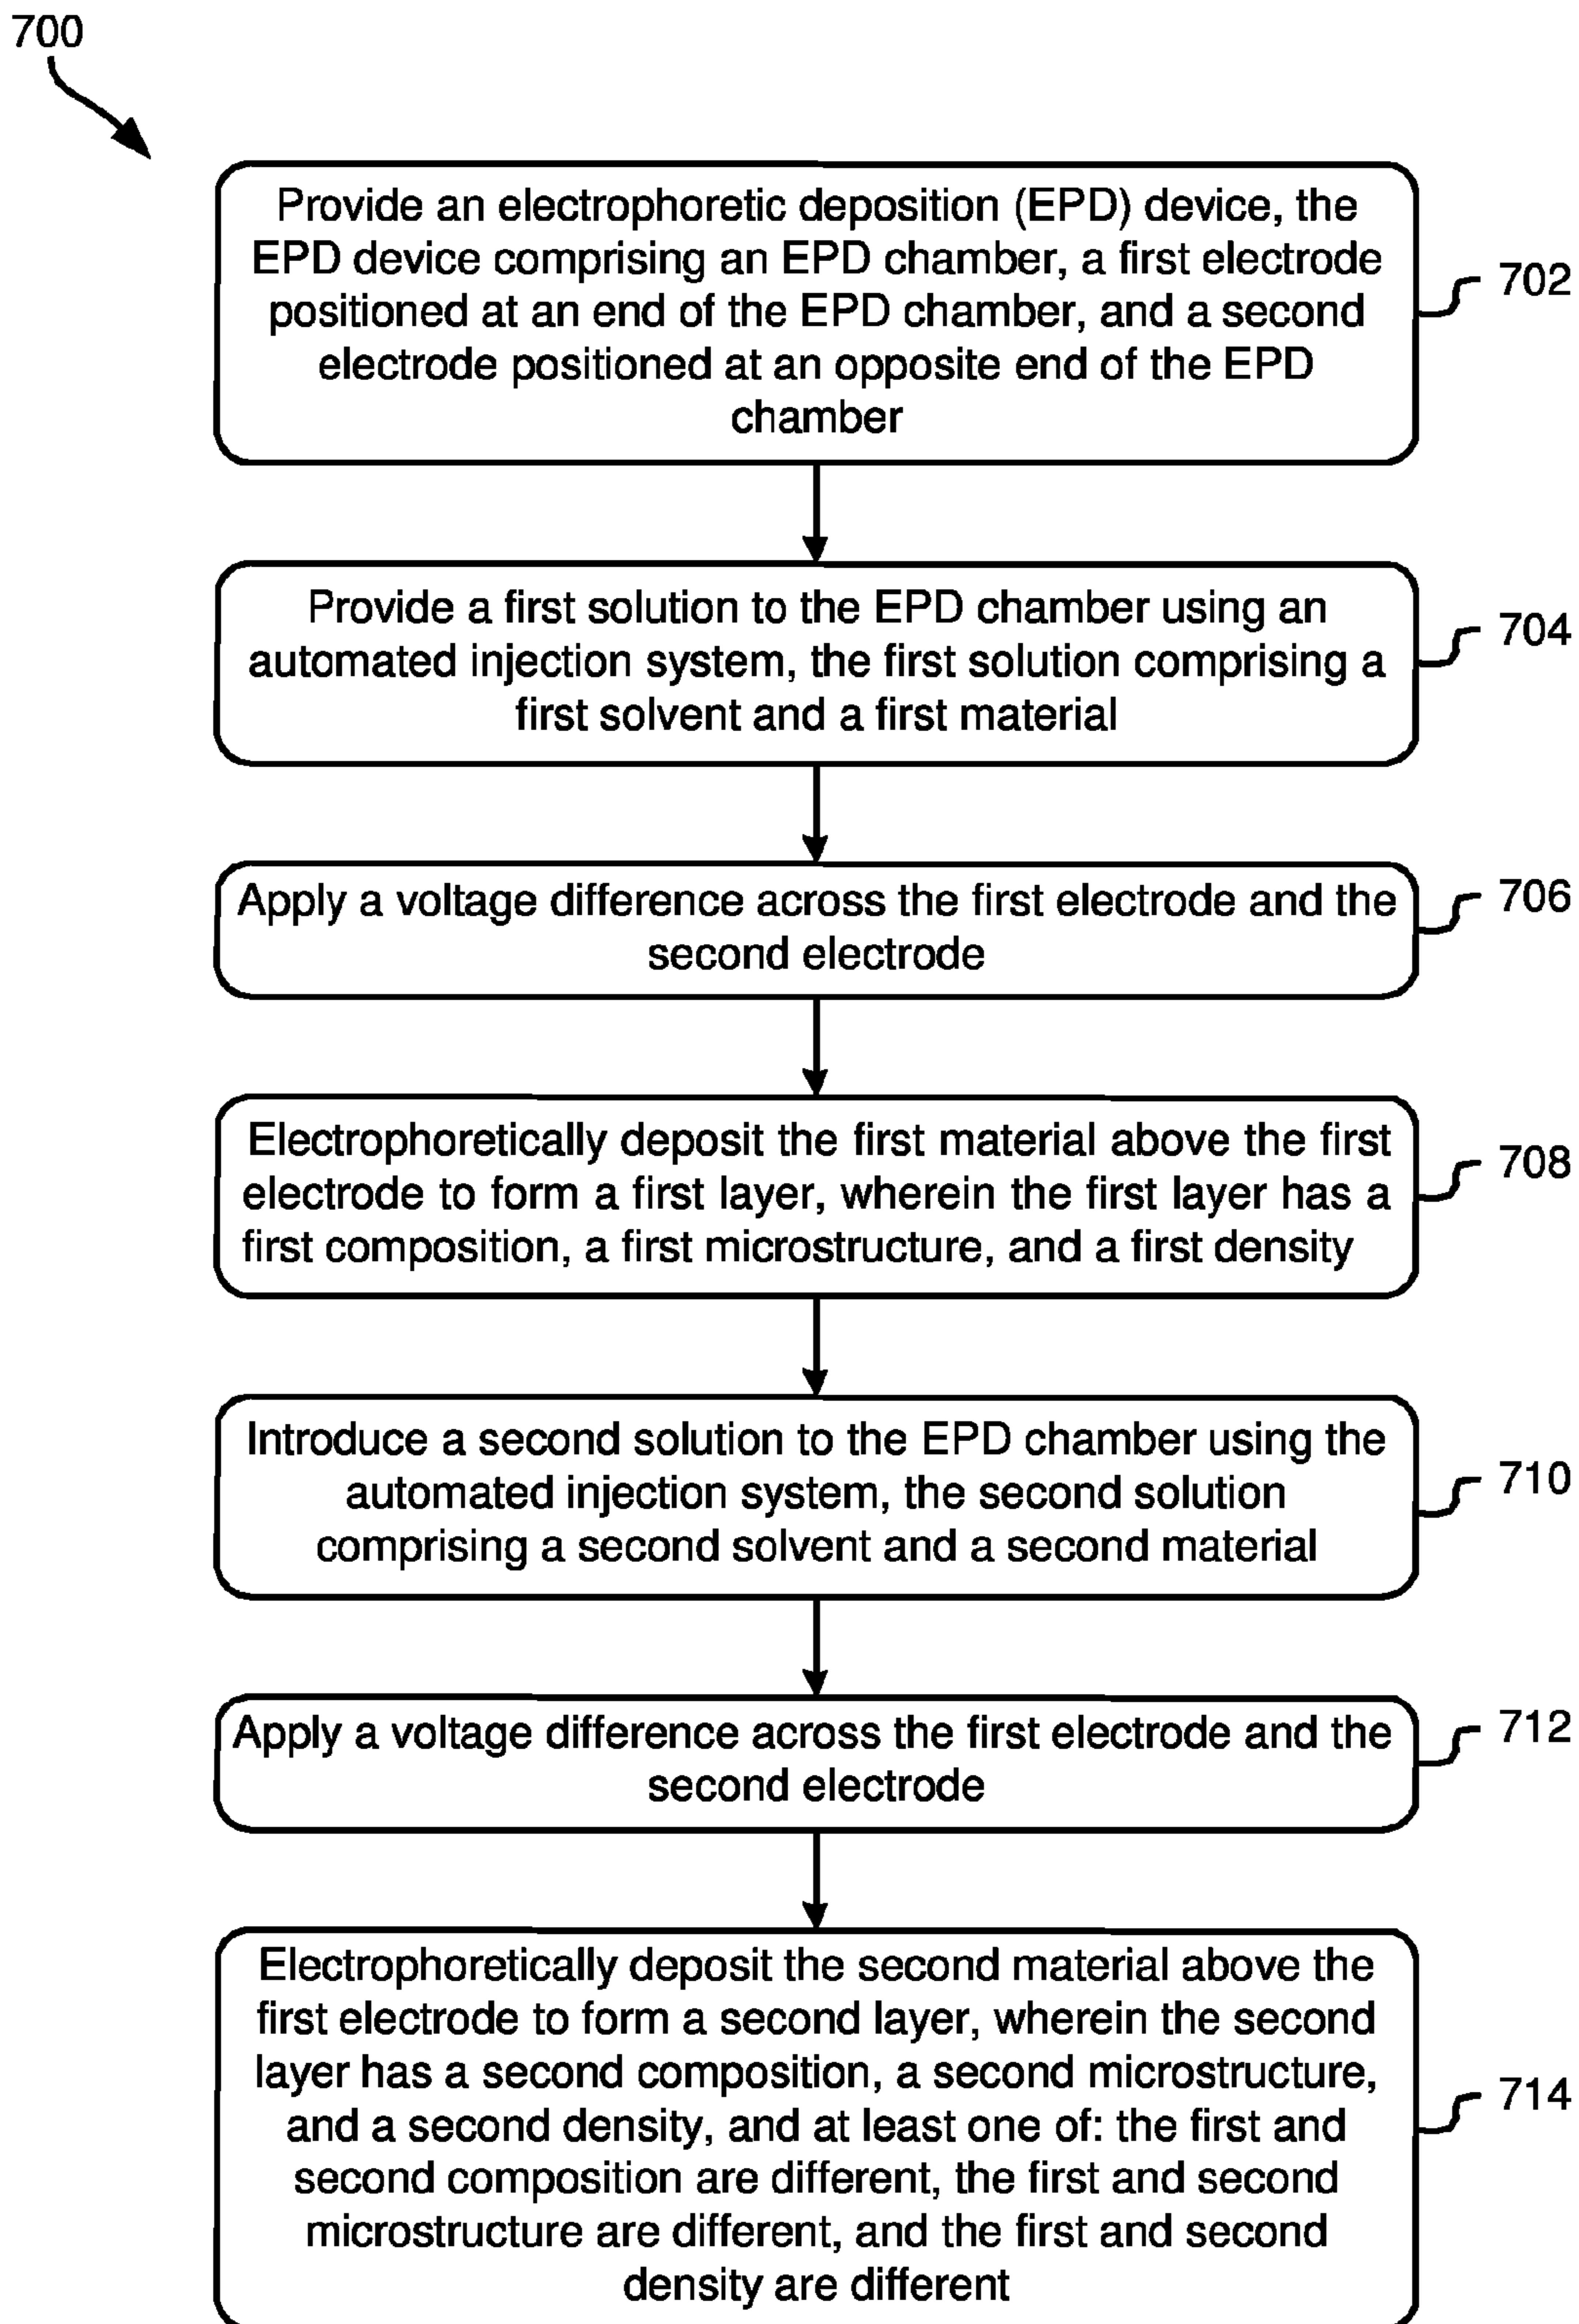 700
Provide an electrophoretic deposition (EPD) device, the
EPD device comprising an EPD chamber, a first electrode
positioned at an end of the EPD chamber, and a second
electrode positioned at an opposite end of the EPD
chamber
702
Provide a first solution to the EPD chamber using an
automated injection system, the first solution comprising a
first solvent and a first material
704
Apply a voltage difference across the first electrode and the
second electrode
706
Electrophoretically deposit the first material above the first
electrode to form a first layer, wherein the first layer has a
first composition, a first microstructure, and a first density
708
Introduce a second solution to the EPD chamber using the
automated injection system, the second solution
comprising a second solvent and a second material
710
Apply a voltage difference across the first electrode and the
second electrode
712
Electrophoretically deposit the second material above the
first electrode to form a second layer, wherein the second
layer has a second composition, a second microstructure,
and a second density, and at least one of: the first and
second composition are different, the first and second
microstructure are different, and the first and second
density are different
714